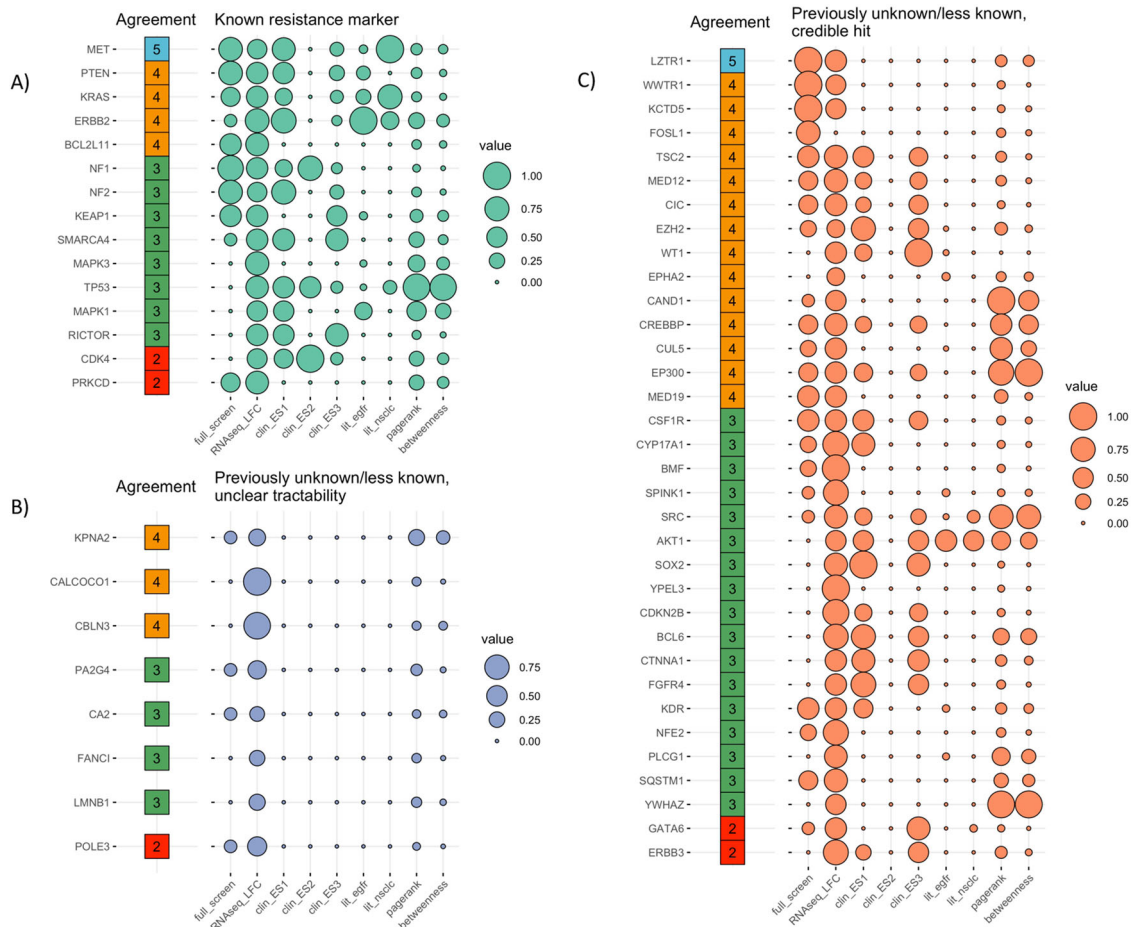 A)
Agreement
Known resistance marker
MET 5
PTEN 4
KRAS 4
ERBB2 4
BCL2L11 4
NF1 3
NF2 3
KEAP1 3
SMARCA4 3
MAPK3 3
TP53 3
MAPK1 3
RICTOR 3
CDK4 2
PRKCD 2
full_screen
RNAseq_LFC
clin_ES1
clin_ES2
clin_ES3
lit_egfr
lit_nsclc
pagerank
betweenness
value
1.00
0.75
0.50
0.25
0.00
B)
Agreement
Previously unknown/less known,
unclear tractability
KPNA2 4
CALCOCO1 4
CBLN3 4
PA2G4 3
CA2 3
FANCI 3
LMNB1 3
POLE3 2
full_screen
RNAseq_LFC
clin_ES1
clin_ES2
clin_ES3
lit_egfr
lit_nsclc
pagerank
betweenness
value
0.75
0.50
0.25
0.00
C)
Agreement
Previously unknown/less known,
credible hit
LZTR1 5
WWTR1 4
KCTD5 4
FOSL1 4
TSC2 4
MED12 4
CIC 4
EZH2 4
WT1 4
EPHA2 4
CAND1 4
CREBBP 4
CUL5 4
EP300 4
MED19 4
CSF1R 3
CYP17A1 3
BMF 3
SPINK1 3
SRC 3
AKT1 3
SOX2 3
YPEL3 3
CDKN2B 3
BCL6 3
CTNNA1 3
FGFR4 3
KDR 3
NFE2 3
PLCG1 3
SQSTM1 3
YWHAZ 3
GATA6 2
ERBB3 2
full_screen
RNAseq_LFC
clin_ES1
clin_ES2
clin_ES3
lit_egfr
lit_nsclc
pagerank
betweenness
value
1.00
0.75
0.50
0.25
0.00